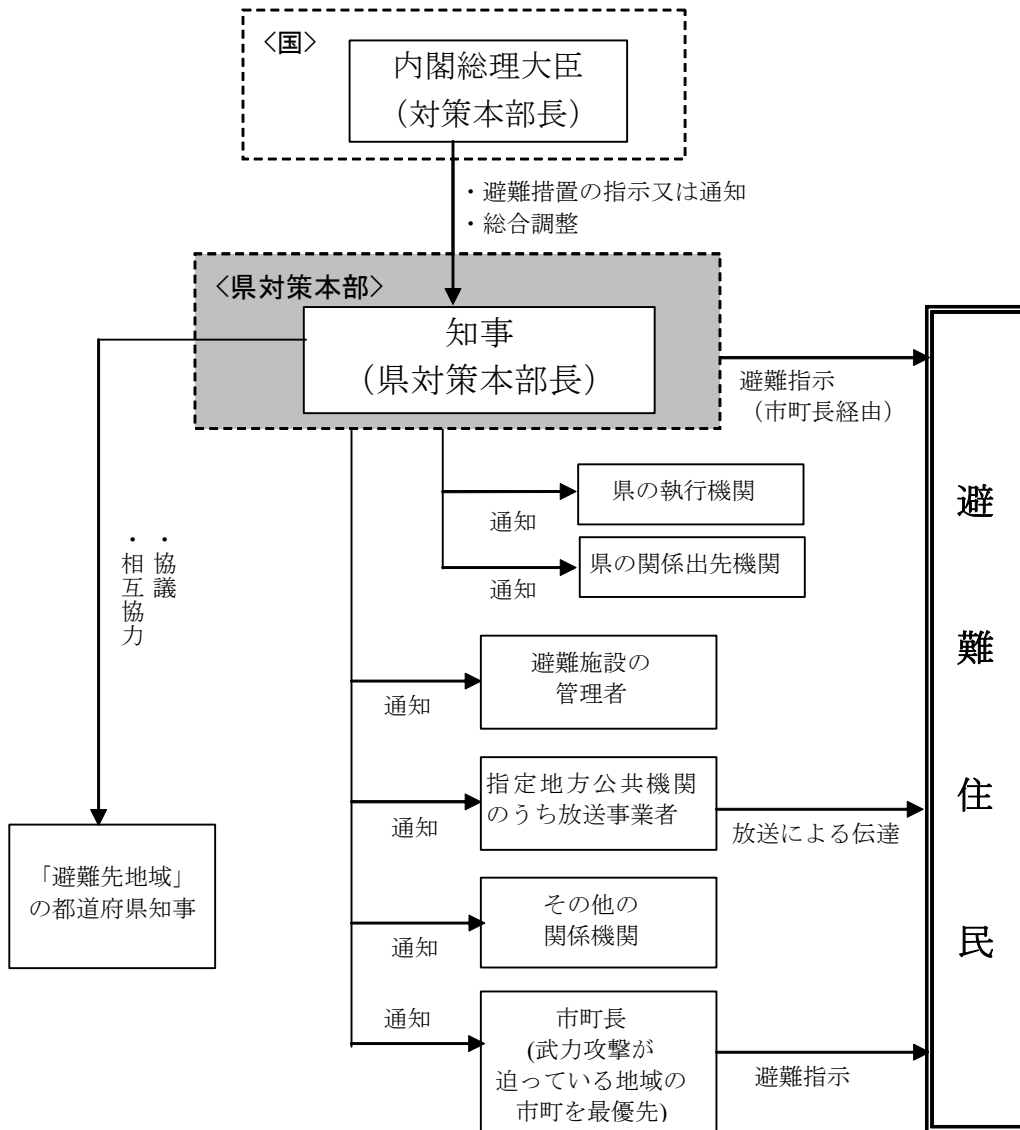 〈国〉
内閣総理大臣
（対策本部長）
・避難措置の指示又は通知
・総合調整
〈県対策本部〉
知事
（県対策本部長）
避難指示
（市町長経由）
県の執行機関
通知
県の関係出先機関
通知
・協議
・相互協力
避難施設の
管理者
通知
指定地方公共機関
のうち放送事業者
通知
放送による伝達
「避難先地域」
の都道府県知事
その他の
関係機関
通知
通知
市町長
(武力攻撃が
迫っている地域の
市町を最優先)
避難指示
避難住民